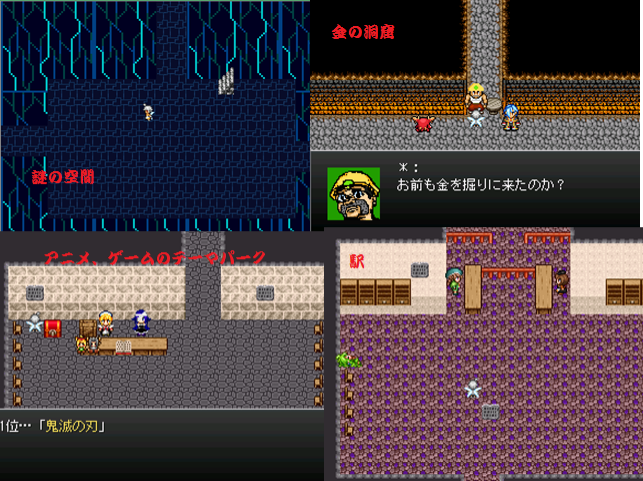 謎の空間
金の洞窟
＊：
お前も金を掘りに来たのか？
アニメ、ゲームのテーマパーク
1位…「鬼滅の刃」
駅